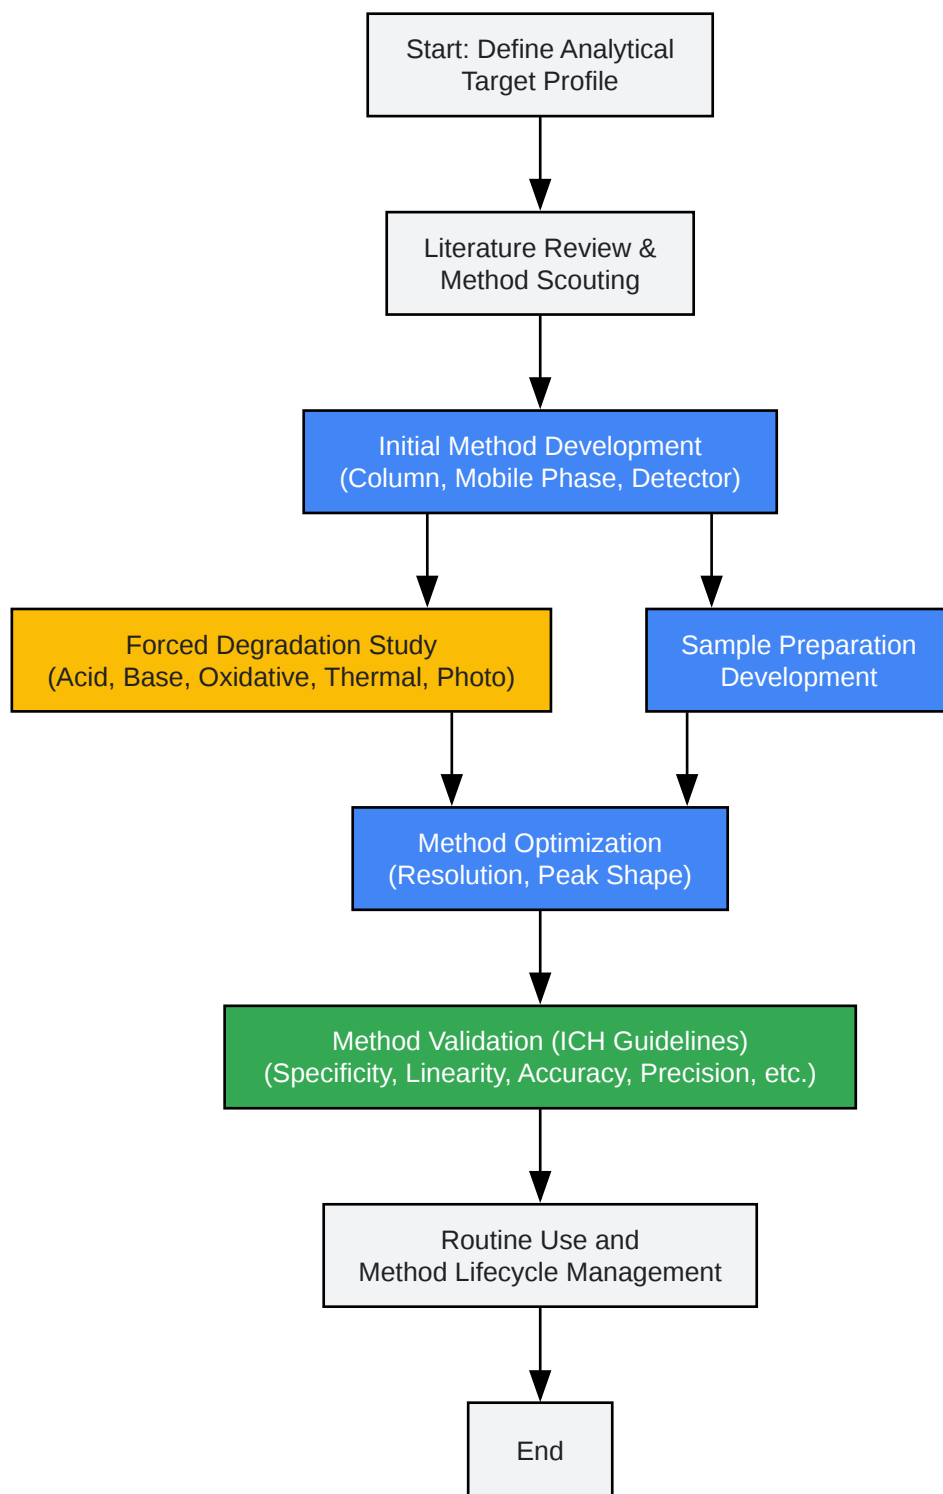 Start: Define Analytical
Target Profile
Literature Review &
Method Scouting
Initial Method Development
(Column, Mobile Phase, Detector)
Forced Degradation Study
(Acid, Base, Oxidative, Thermal, Photo)
Sample Preparation
Development
Method Optimization
(Resolution, Peak Shape)
Method Validation (ICH Guidelines)
(Specificity, Linearity, Accuracy, Precision, etc.)
Routine Use and
Method Lifecycle Management
End